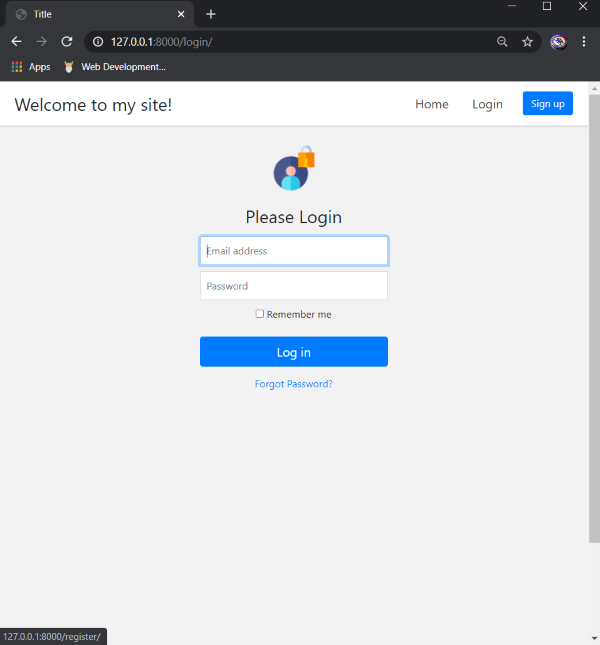 Title
127.0.0.1:8000/login/
Apps Web Development...
Welcome to my site! Home Login Sign up
Please Login
Email address
Password
Remember me
Log in
Forgot Password?
127.0.0.1:8000/register/